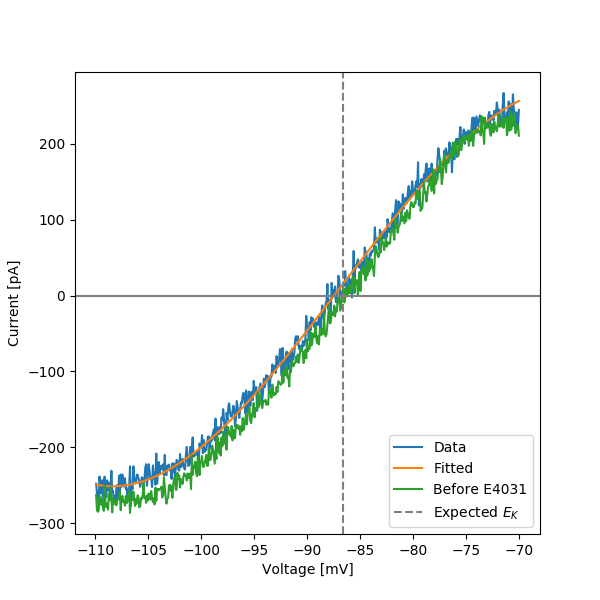 200
100
0
−100
−200
−300
Current [pA]
−110 −105 −100 −95 −90 −85 −80 −75 −70
Voltage [mV]
Data
Fitted
Before E4031
Expected E_K